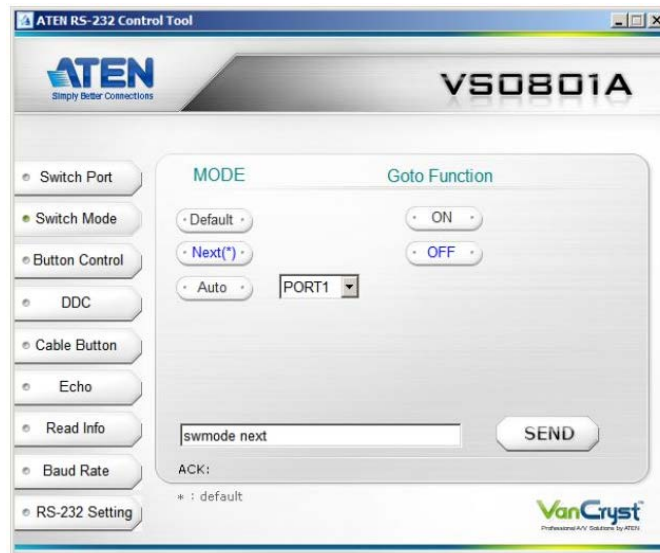 ATEN RS-232 Control Tool
ATEN
Simply Better Connections
VS0801A
Switch Port
Switch Mode
Button Control
DDC
Cable Button
Echo
Read Info
Baud Rate
RS-232 Setting
MODE
Goto Function
Default
ON
Next(*)
OFF
Auto
PORT1
swmode next
SEND
ACK:
* : default
VanCryst™
Professional A/V Solutions by ATEN